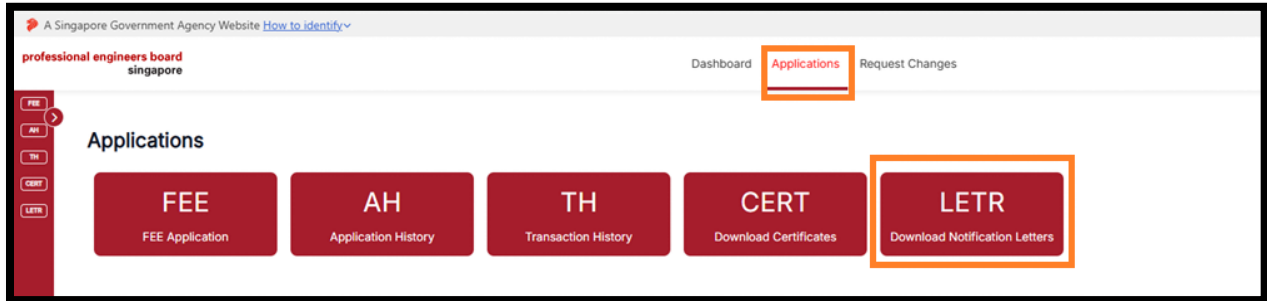 A Singapore Government Agency Website How to identify
professional engineers board
singapore
Dashboard Applications Request Changes
FEE
AH
TH
CERT
LETR
Applications
FEE AH TH CERT LETR
FEE Application Application History Transaction History Download Certificates Download Notification Letters